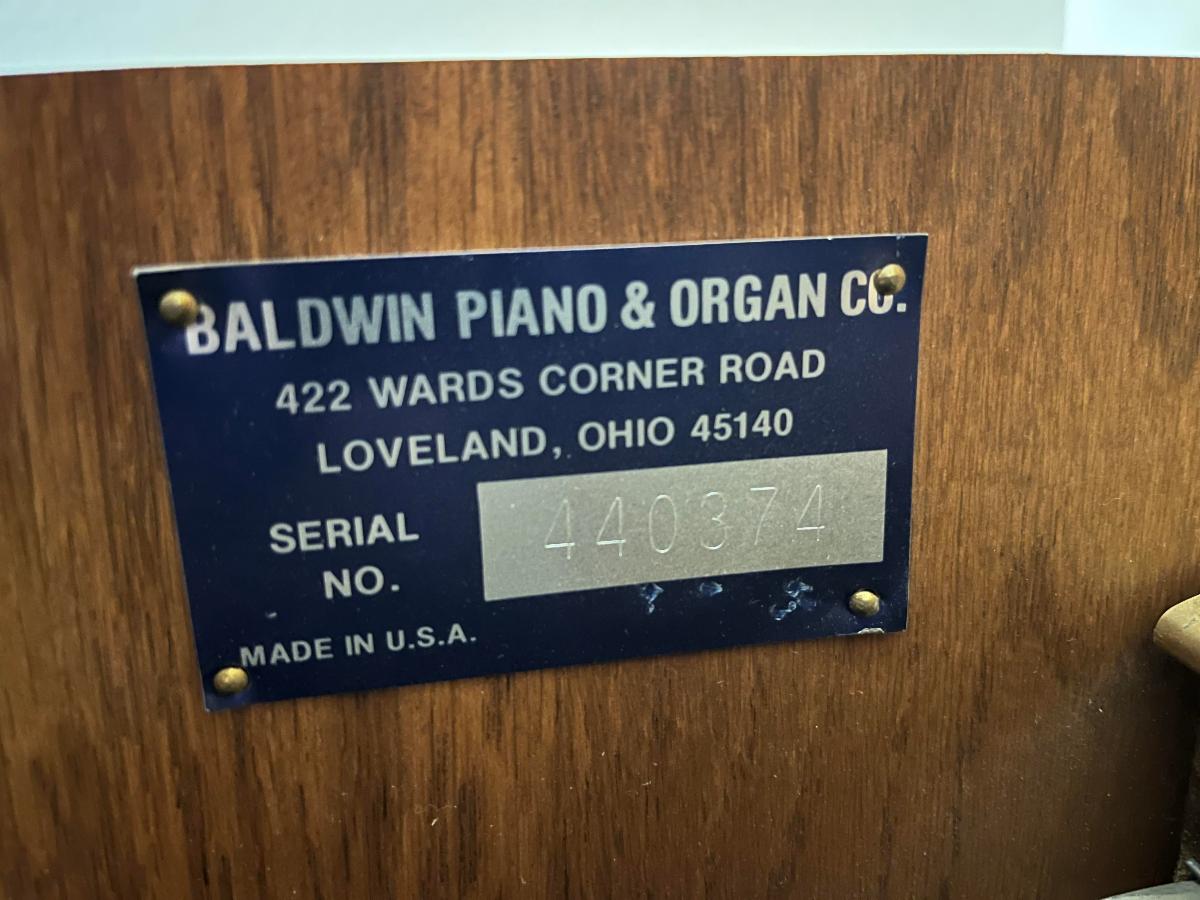 BALDWIN PIANO & ORGAN CO.
422 WARDS CORNER ROAD
LOVELAND, OHIO 45140
SERIAL NO. 440374
MADE IN U.S.A.